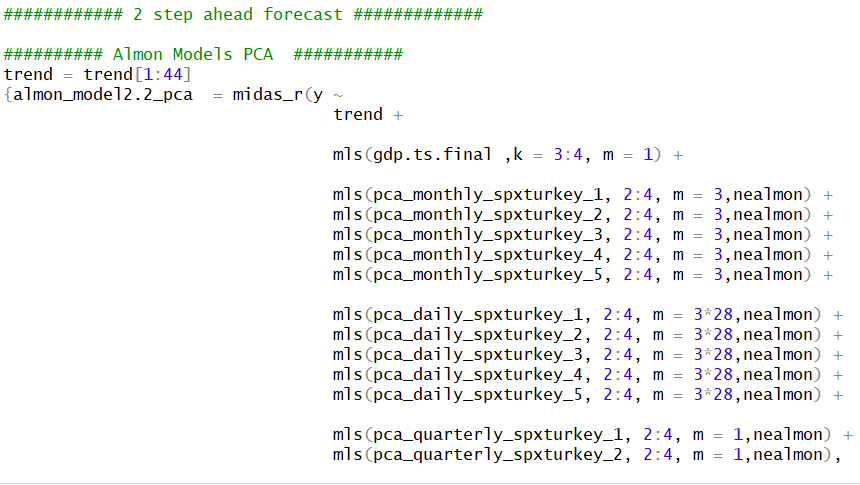 ############ 2 step ahead forecast #############
########## Almon Models PCA  ###########
trend = trend[1:44]
{almon_model2.2_pca  = midas_r(y ~
trend +
mls(gdp.ts.final ,k = 3:4, m = 1) +
mls(pca_monthly_spxturkey_1, 2:4, m = 3,nealmon) +
mls(pca_monthly_spxturkey_2, 2:4, m = 3,nealmon) +
mls(pca_monthly_spxturkey_3, 2:4, m = 3,nealmon) +
mls(pca_monthly_spxturkey_4, 2:4, m = 3,nealmon) +
mls(pca_monthly_spxturkey_5, 2:4, m = 3,nealmon) +
mls(pca_daily_spxturkey_1, 2:4, m = 3*28,nealmon) +
mls(pca_daily_spxturkey_2, 2:4, m = 3*28,nealmon) +
mls(pca_daily_spxturkey_3, 2:4, m = 3*28,nealmon) +
mls(pca_daily_spxturkey_4, 2:4, m = 3*28,nealmon) +
mls(pca_daily_spxturkey_5, 2:4, m = 3*28,nealmon) +
mls(pca_quarterly_spxturkey_1, 2:4, m = 1,nealmon) +
mls(pca_quarterly_spxturkey_2, 2:4, m = 1,nealmon),